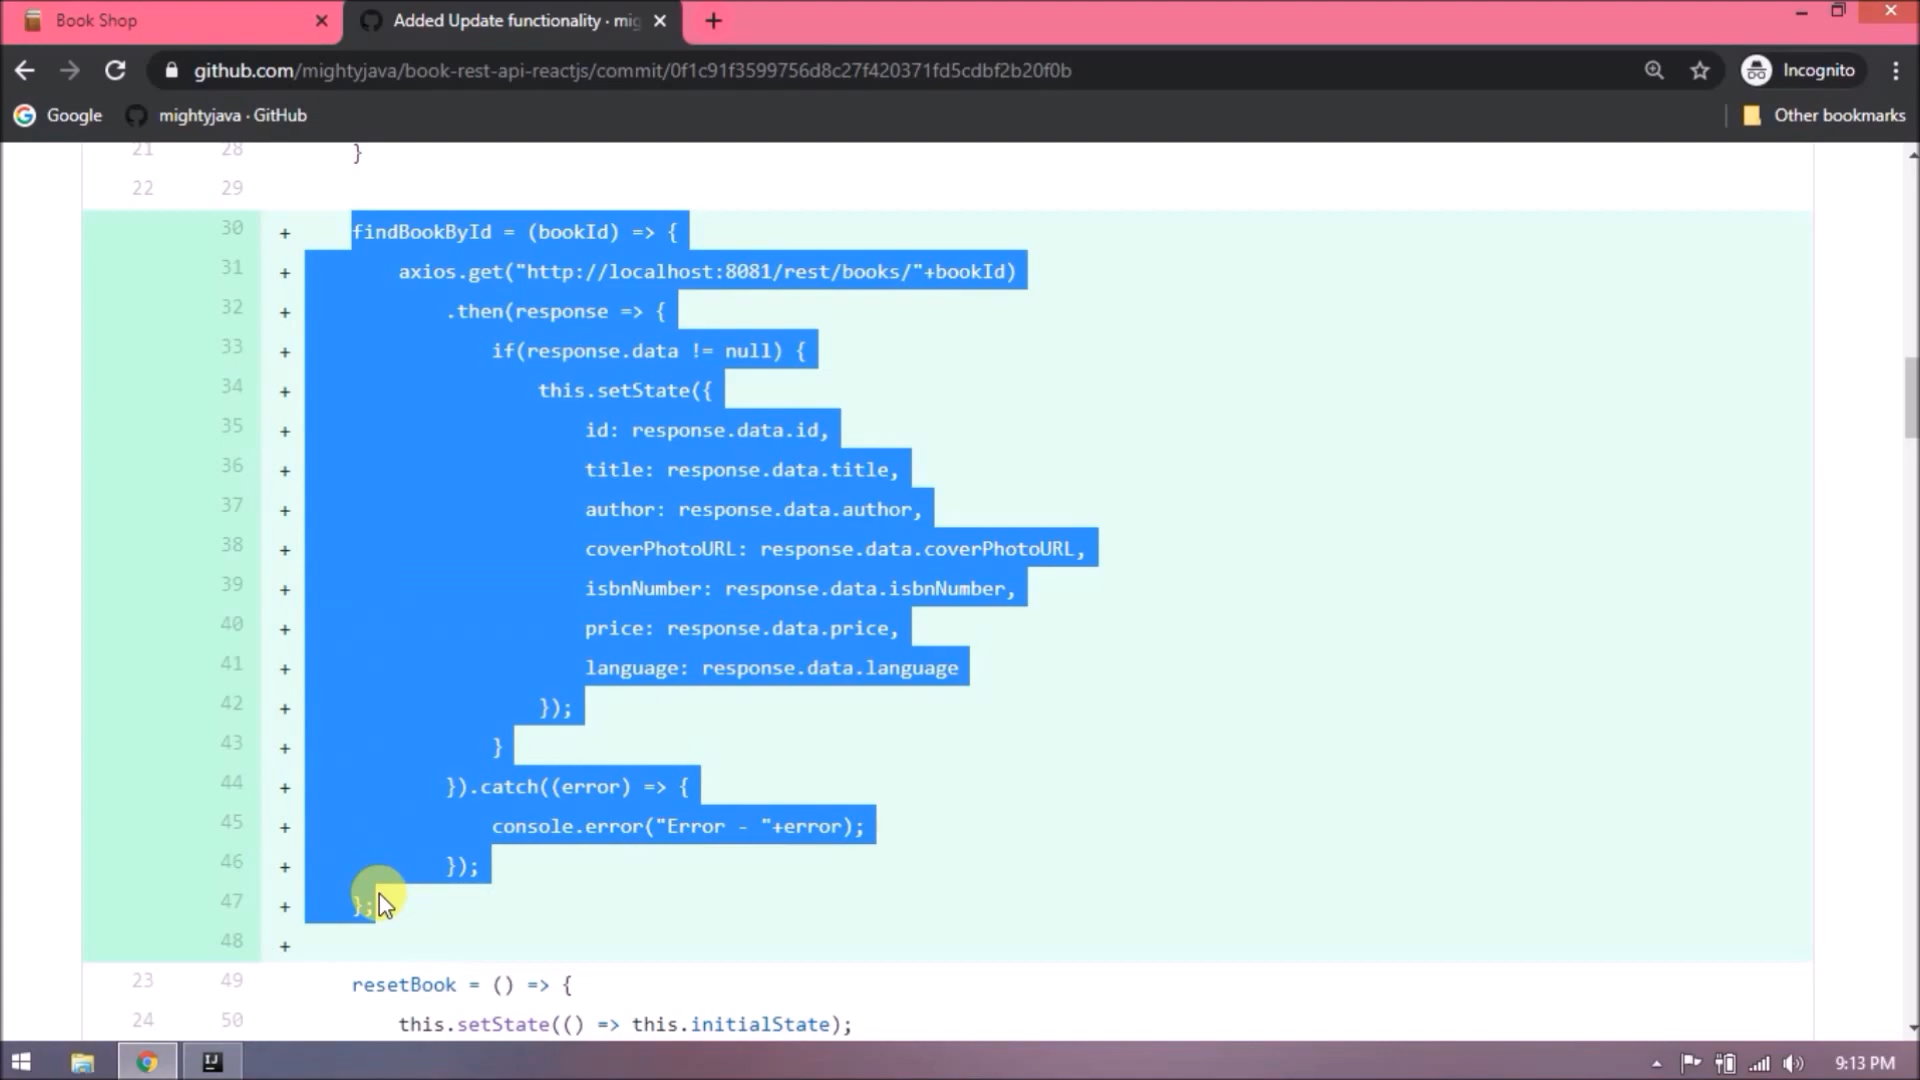 Book Shop
Added Update functionality · mig
github.com/mightyjava/book-rest-api-reactjs/commit/0f1c91f3599756d8c27f420371fd5cdbf2b20f0b
Incognito
Google
mightyjava · GitHub
Other bookmarks
21 28 }
22 29
30 + findBookById = (bookId) => {
31 + axios.get("http://localhost:8081/rest/books/"+bookId)
32 + .then(response => {
33 + if(response.data != null) {
34 + this.setState({
35 + id: response.data.id,
36 + title: response.data.title,
37 + author: response.data.author,
38 + coverPhotoURL: response.data.coverPhotoURL,
39 + isbnNumber: response.data.isbnNumber,
40 + price: response.data.price,
41 + language: response.data.language
42 + });
43 + }
44 + }).catch((error) => {
45 + console.error("Error - "+error);
46 + });
47 + };
48 +
23 49 resetBook = () => {
24 50 this.setState(() => this.initialState);
9:13 PM